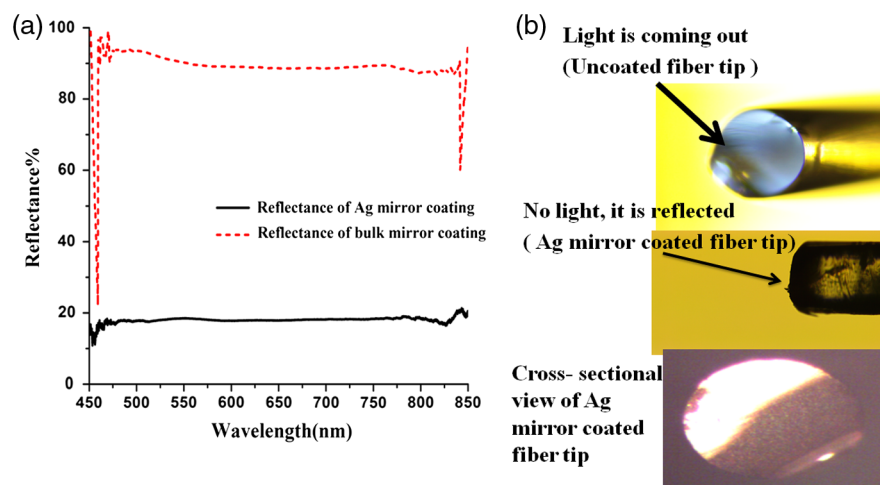 (a)
100
80
60
40
20
0
Reflectance%
Reflectance of Ag mirror coating
Reflectance of bulk mirror coating
450 500 550 600 650 700 750 800 850
Wavelength(nm)
(b)
Light is coming out
(Uncoated fiber tip )
No light, it is reflected
( Ag mirror coated fiber tip)
Cross- sectional
view of Ag
mirror coated
fiber tip